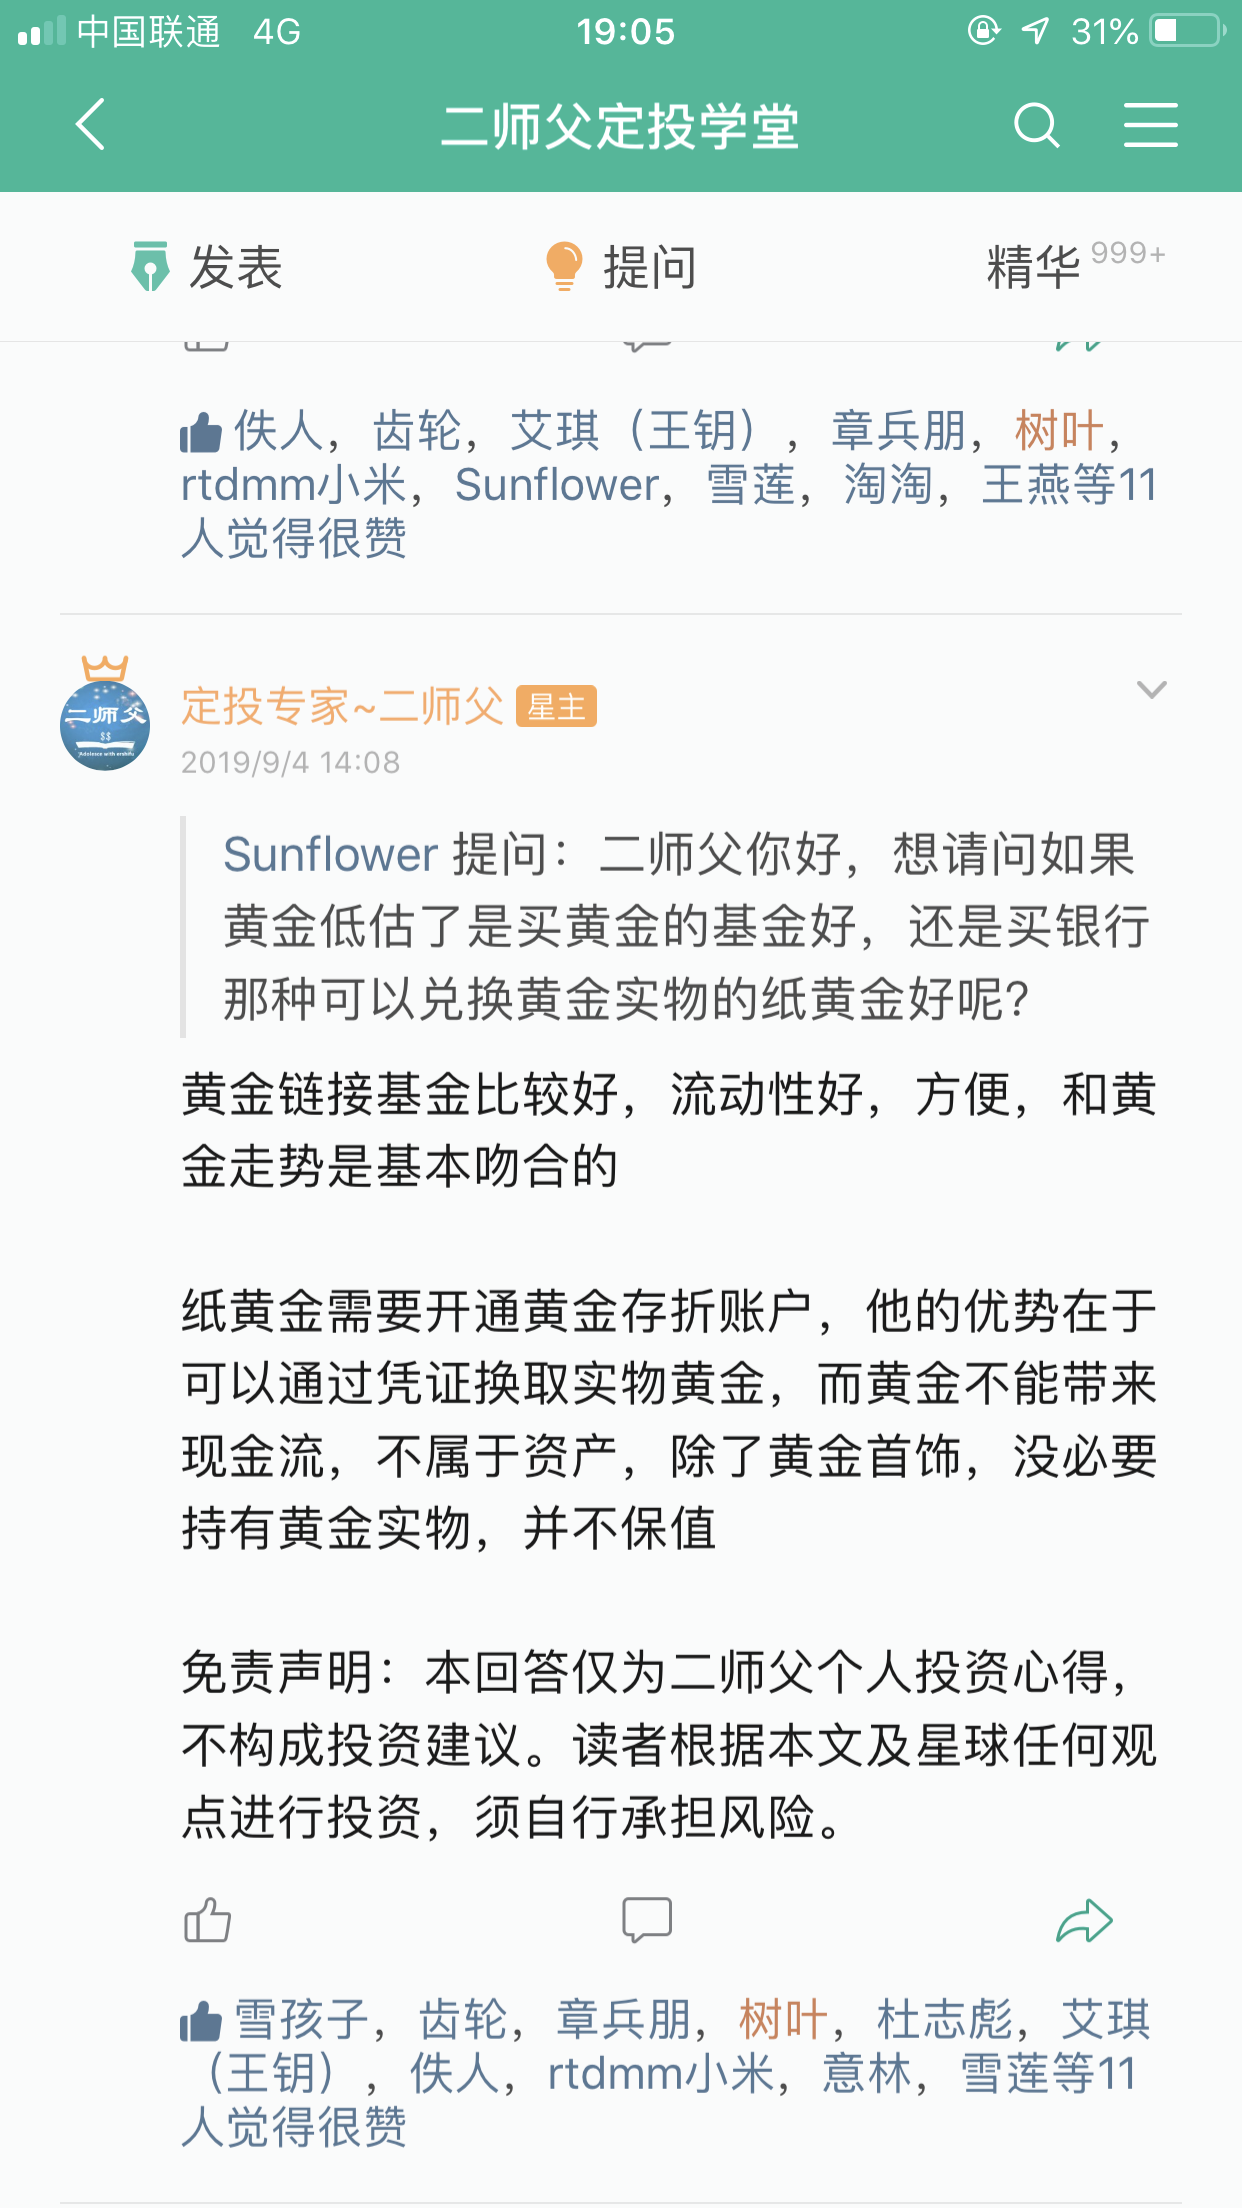 中国联通 4G 19:05 31%
二师父定投学堂
发表 提问 精华 999+
佚人，齿轮，艾琪（王钥），章兵朋，树叶，
rtdmm小米，Sunflower，雪莲，淘淘，王燕等11
人觉得很赞
二师父
$$
定投专家~二师父 星主
2019/9/4 14:08
Sunflower 提问：二师父你好，想请问如果
黄金低估了是买黄金的基金好，还是买银行
那种可以兑换黄金实物的纸黄金好呢?
黄金链接基金比较好，流动性好，方便，和黄
金走势是基本吻合的
纸黄金需要开通黄金存折账户，他的优势在于
可以通过凭证换取实物黄金，而黄金不能带来
现金流，不属于资产，除了黄金首饰，没必要
持有黄金实物，并不保值
免责声明：本回答仅为二师父个人投资心得，
不构成投资建议。读者根据本文及星球任何观
点进行投资，须自行承担风险。
雪孩子，齿轮，章兵朋，树叶，杜志彪，艾琪
（王钥），佚人，rtdmm小米，意林，雪莲等11
人觉得很赞